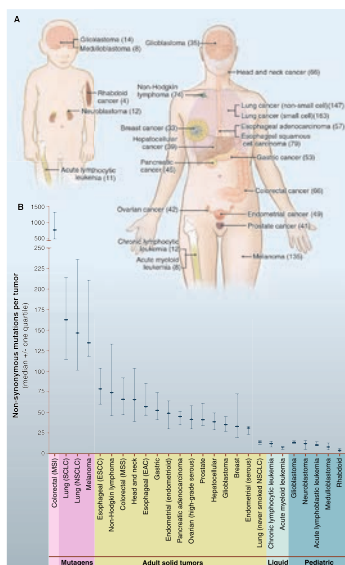 A
Glioblastoma (14)
Medulloblastoma (8)
Rhabdoid
cancer (4)
Neuroblastoma (12)
Acute lymphocytic
leukemia (11)
Glioblastoma (35)
Head and neck cancer (66)
Non-Hodgkin
lymphoma (74)
Lung cancer (non-small cell)(147)
Lung cancer (small cell)(163)
Esophageal adenocarcinoma (57)
Esophageal squamous
cell carcinoma (79)
Breast cancer (33)
Hepatocellular
cancer (39)
Gastric cancer (53)
Pancreatic
cancer (45)
Colorectal cancer (66)
Ovarian cancer (42)
Endometrial cancer (49)
Prostate cancer (41)
Chronic lymphocytic
leukemia (12)
Acute myeloid
leukemia (8)
Melanoma (135)
B
Non-synonymous mutations per tumor
(median +/- one quartile)
1500
1000
500
250
225
200
175
150
125
100
75
50
25
0
Colorectal (MSI)
Lung (SCLC)
Lung (NSCLC)
Melanoma
Esophageal (ESCC)
Non-Hodgkin lymphoma
Colorectal (MSS)
Head and neck
Esophageal (EAC)
Gastric
Endometrial (endometrioid)
Pancreatic adenocarcinoma
Ovarian (high-grade serous)
Prostate
Hepatocellular
Glioblastoma
Breast
Endometrial (serous)
Lung (never smoked NSCLC)
Chronic lymphocytic leukemia
Acute myeloid leukemia
Glioblastoma
Neuroblastoma
Acute lymphoblastic leukemia
Medulloblastoma
Rhabdoid
Mutagens
Adult solid tumors
Liquid
Pediatric